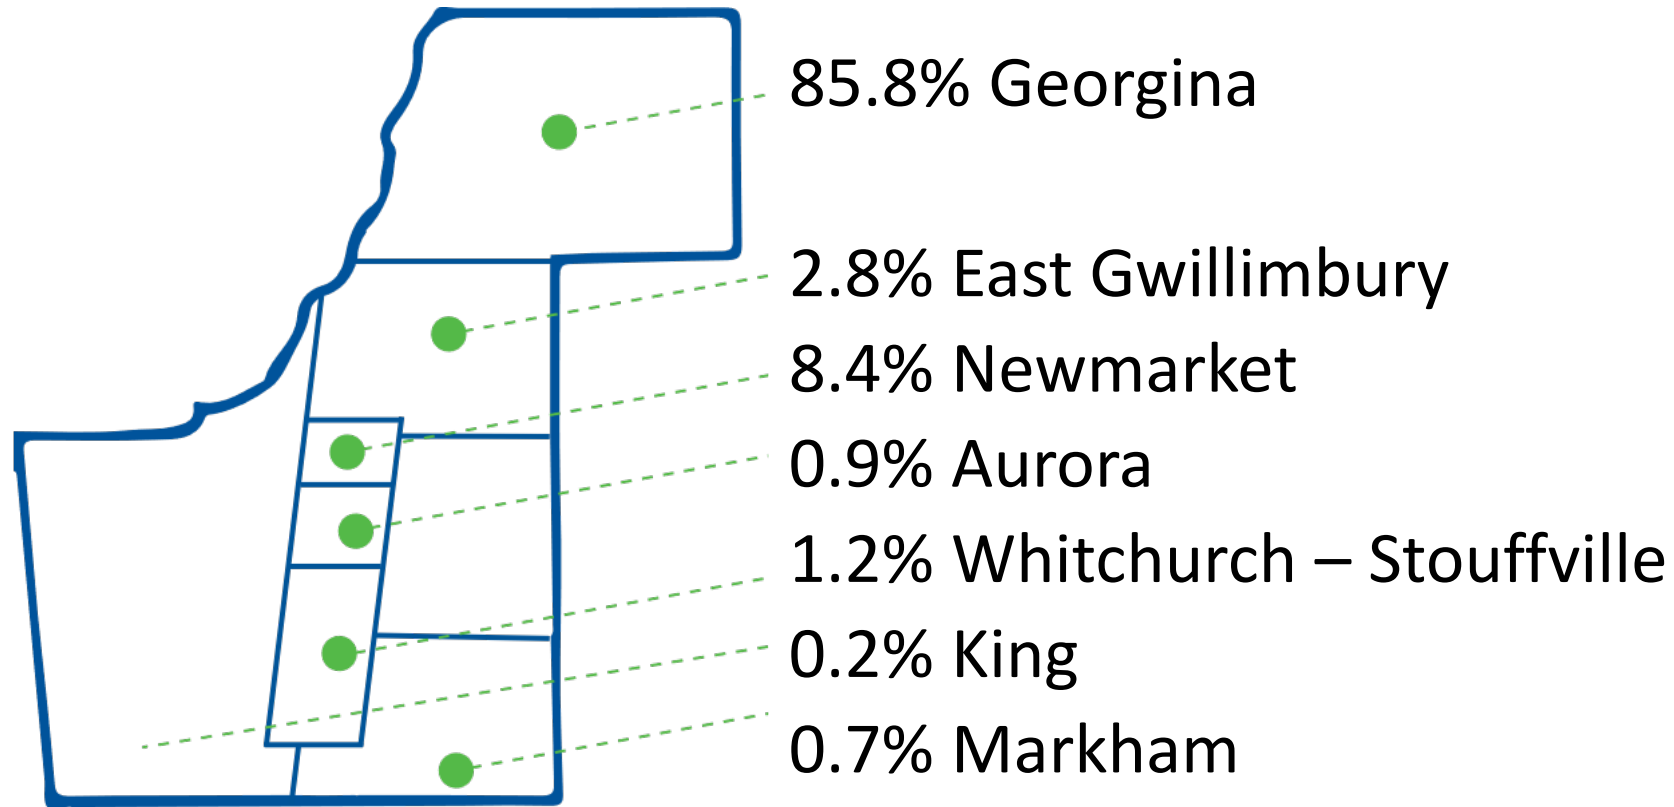 85.8% Georgina
2.8% East Gwillimbury
8.4% Newmarket
0.9% Aurora
1.2% Whitchurch – Stouffville
0.2% King
0.7% Markham